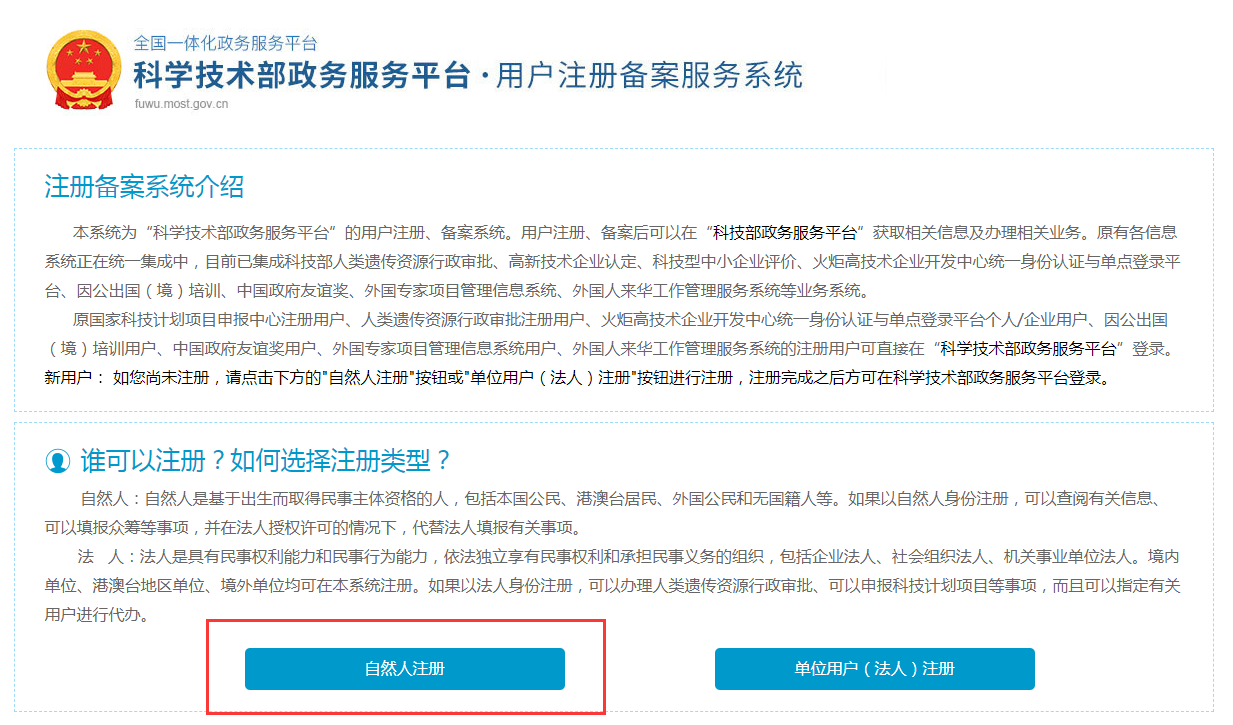 全国一体化政务服务平台
科学技术部政务服务平台·用户注册备案服务系统
fuwu.most.gov.cn
注册备案系统介绍
本系统为“科学技术部政务服务平台”的用户注册、备案系统。用户注册、备案后可以在“科技部政务服务平台”获取相关信息及办理相关业务。原有各信息
系统正在统一集成中，目前已集成科技部人类遗传资源行政审批、高新技术企业认定、科技型中小企业评价、火炬高技术企业开发中心统一身份认证与单点登录平
台、因公出国（境）培训、中国政府友谊奖、外国专家项目管理信息系统、外国人来华工作管理服务系统等业务系统。
原国家科技计划项目申报中心注册用户、人类遗传资源行政审批注册用户、火炬高技术企业开发中心统一身份认证与单点登录平台个人/企业用户、因公出国
（境）培训用户、中国政府友谊奖用户、外国专家项目管理信息系统用户、外国人来华工作管理服务系统的注册用户可直接在“科学技术部政务服务平台”登录。
新用户： 如您尚未注册，请点击下方的"自然人注册"按钮或"单位用户（法人）注册"按钮进行注册，注册完成之后方可在科学技术部政务服务平台登录。
谁可以注册？如何选择注册类型？
自然人：自然人是基于出生而取得民事主体资格的人，包括本国公民、港澳台居民、外国公民和无国籍人等。如果以自然人身份注册，可以查阅有关信息、
可以填报众筹等事项，并在法人授权许可的情况下，代替法人填报有关事项。
法 人：法人是具有民事权利能力和民事行为能力，依法独立享有民事权利和承担民事义务的组织，包括企业法人、社会组织法人、机关事业单位法人。境内
单位、港澳台地区单位、境外单位均可在本系统注册。如果以法人身份注册，可以办理人类遗传资源行政审批、可以申报科技计划项目等事项，而且可以指定有关
用户进行代办。
自然人注册
单位用户（法人）注册